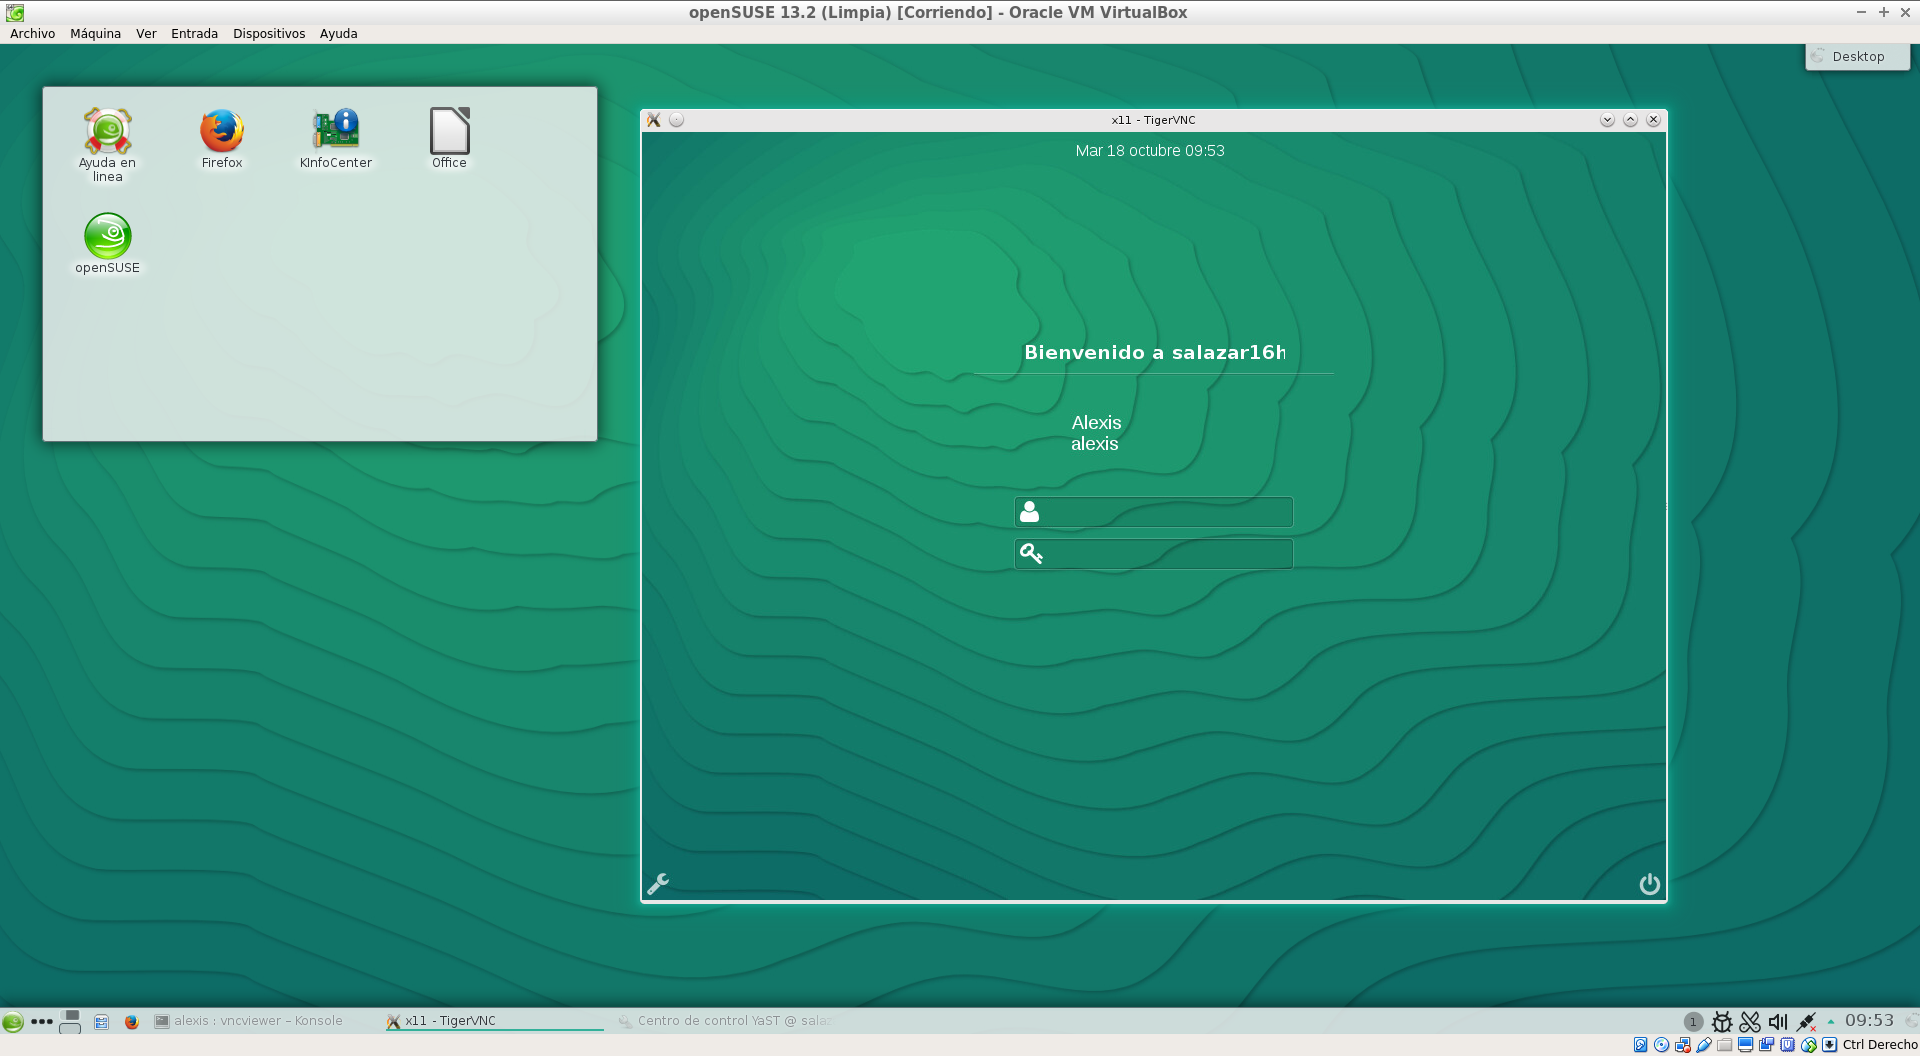 openSUSE 13.2 (Limpia) [Corriendo] - Oracle VM VirtualBox
Archivo Máquina Ver Entrada Dispositivos Ayuda
Desktop
Ayuda en
linea
Firefox
KInfoCenter
Office
openSUSE
x11 - TigerVNC
Mar 18 octubre 09:53
Bienvenido a salazar16h
Alexis
alexis
alexis : vncviewer – Konsole
x11 - TigerVNC
Centro de control YaST @ sala
1
09:53
Ctrl Derecho